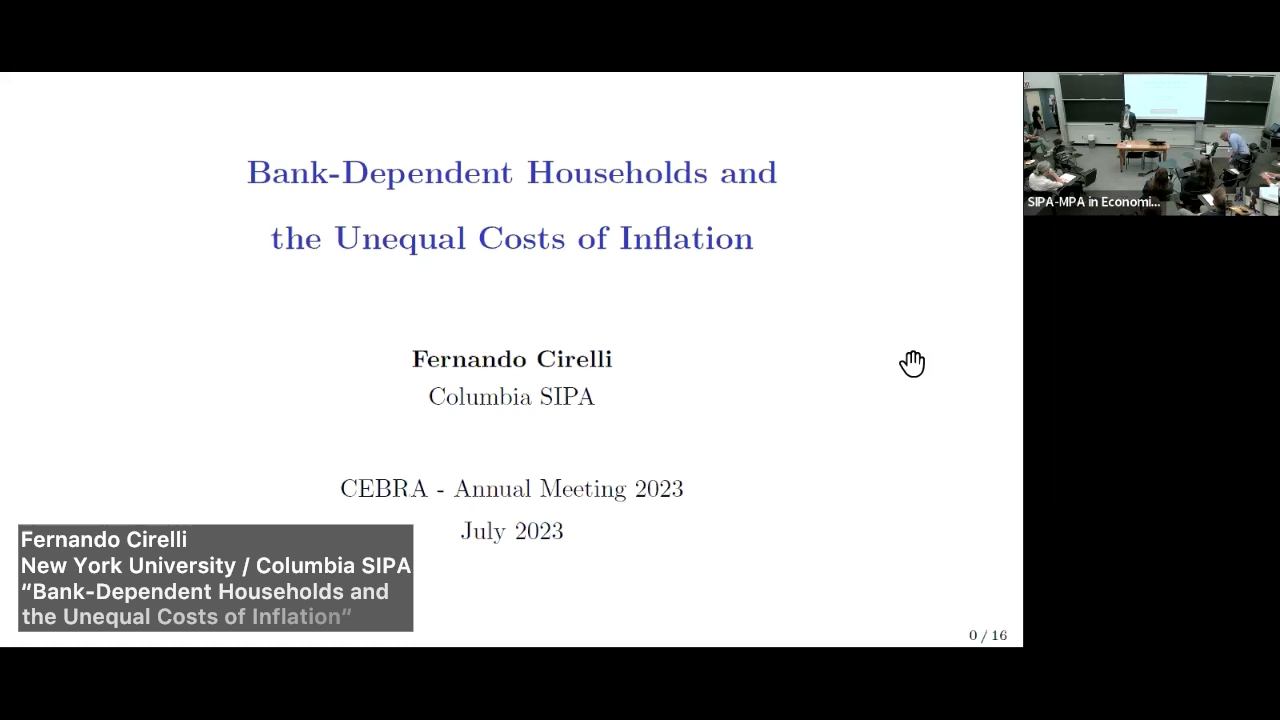 Bank-Dependent Households and
the Unequal Costs of Inflation
Fernando Cirelli
Columbia SIPA
CEBRA - Annual Meeting 2023
July 2023
Fernando Cirelli
New York University / Columbia SIPA
“Bank-Dependent Households and
the Unequal Costs of Inflation”
0 / 16
SIPA-MPA in Economi...